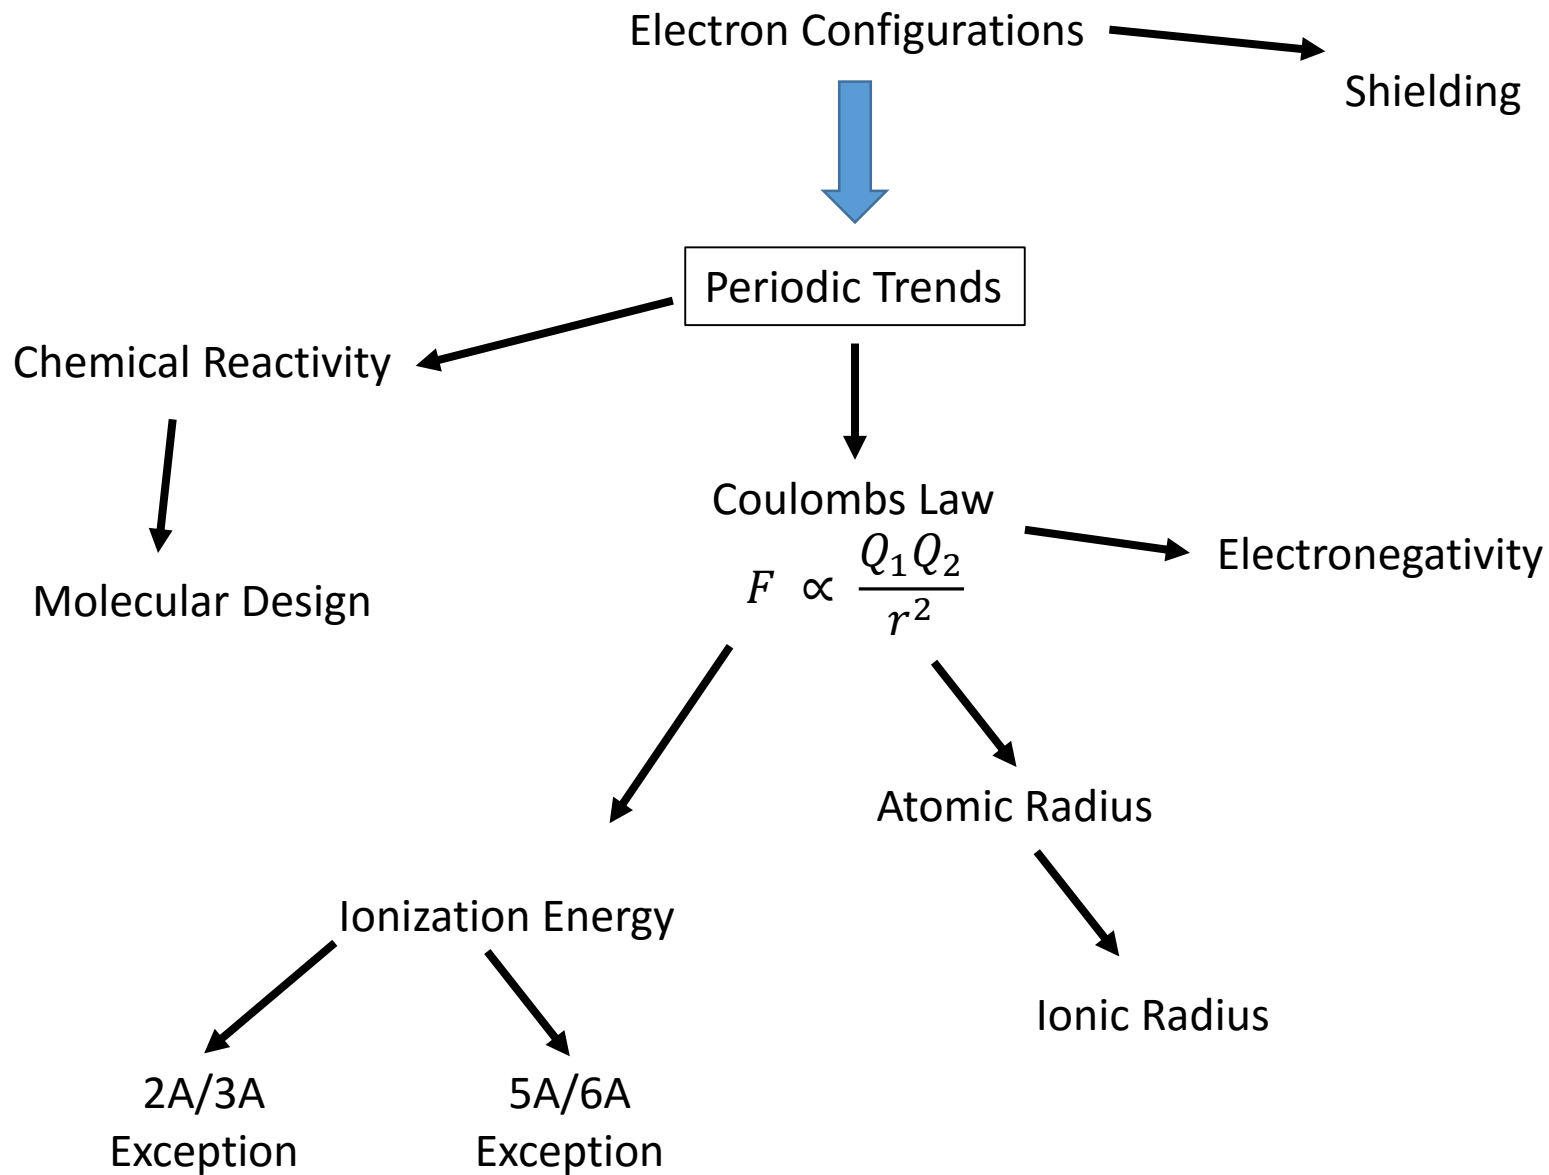 Electron Configurations
Shielding
Periodic Trends
Chemical Reactivity
Coulombs Law
F ∝ Q₁Q₂/r²
Electronegativity
Molecular Design
Atomic Radius
Ionization Energy
Ionic Radius
2A/3A
Exception
5A/6A
Exception